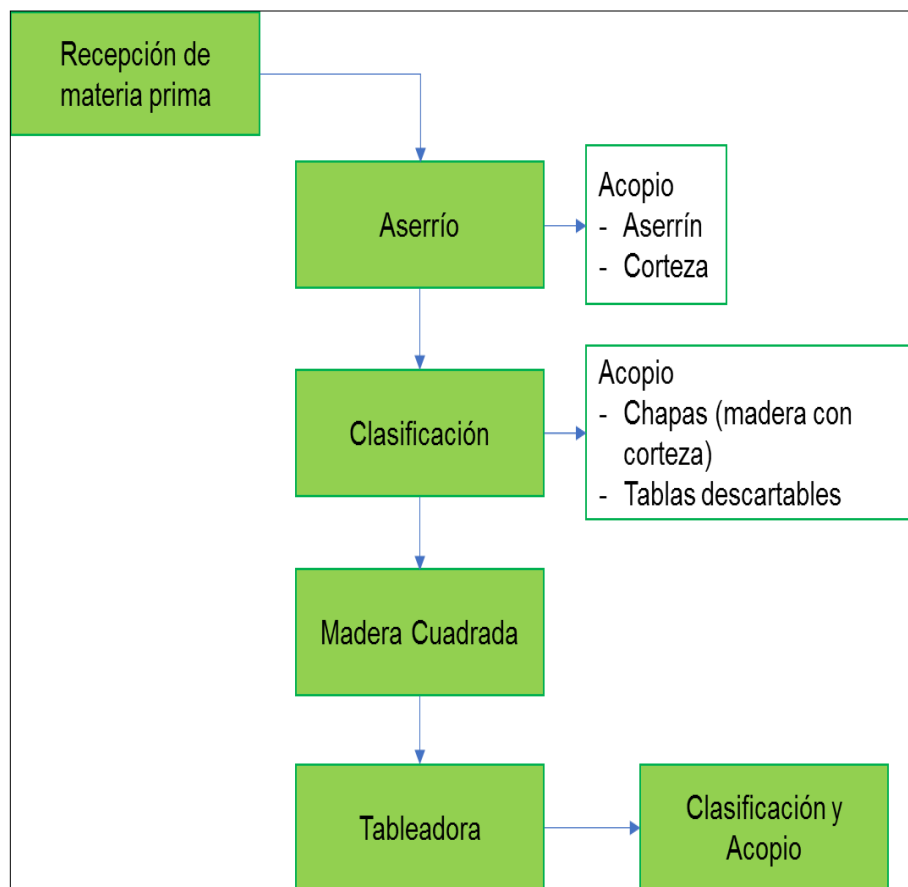 Recepción de
materia prima
Aserrío
Acopio
- Aserrín
- Corteza
Clasificación
Acopio
- Chapas (madera con
corteza)
- Tablas descartables
Madera Cuadrada
Tableadora
Clasificación y
Acopio